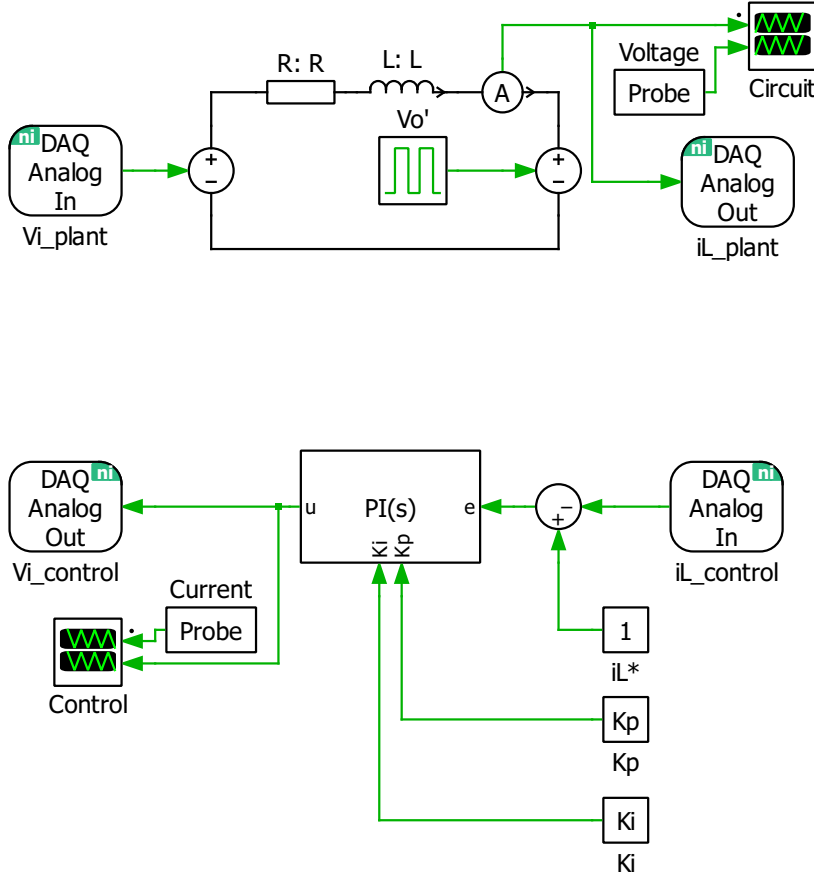 R: R
L: L
A
Voltage
Probe
Circuit
Vo'
ni
DAQ
Analog
In
Vi_plant
+
−
+
−
ni
DAQ
Analog
Out
iL_plant
DAQ
ni
Analog
Out
Vi_control
u
PI(s)
e
Ki
Kp
−
+
DAQ
ni
Analog
In
iL_control
Current
Probe
Control
1
iL*
Kp
Kp
Ki
Ki